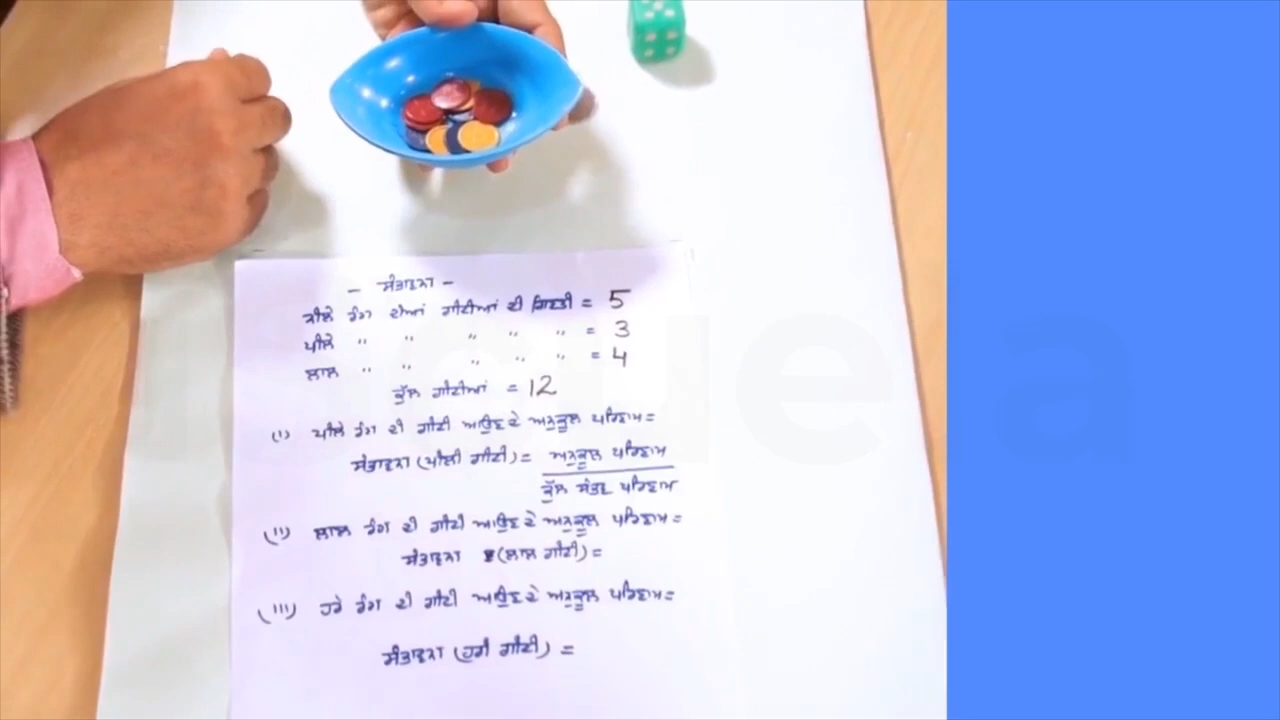 - ਸੰਭਾਵਨਾ -
ਨੀਲੇ ਰੰਗ ਦੀਆਂ ਗੀਟੀਆਂ ਦੀ ਗਿਣਤੀ = 5
ਪੀਲੇ " " " " " = 3
ਲਾਲ " " " " " = 4
ਕੁੱਲ ਗੀਟੀਆਂ = 12
(i) ਪੀਲੇ ਰੰਗ ਦੀ ਗੀਟੀ ਆਉਣ ਦੇ ਅਨੁਕੂਲ ਪਰਿਣਾਮ =
ਸੰਭਾਵਨਾ (ਪੀਲੀ ਗੀਟੀ) = ਅਨੁਕੂਲ ਪਰਿਣਾਮ
ਕੁੱਲ ਸੰਭਵ ਪਰਿਣਾਮ
(ii) ਲਾਲ ਰੰਗ ਦੀ ਗੀਟੀ ਆਉਣ ਦੇ ਅਨੁਕੂਲ ਪਰਿਣਾਮ =
ਸੰਭਾਵਨਾ (ਲਾਲ ਗੀਟੀ) =
(iii) ਹਰੇ ਰੰਗ ਦੀ ਗੀਟੀ ਆਉਣ ਦੇ ਅਨੁਕੂਲ ਪਰਿਣਾਮ =
ਸੰਭਾਵਨਾ (ਹਰੀ ਗੀਟੀ) =